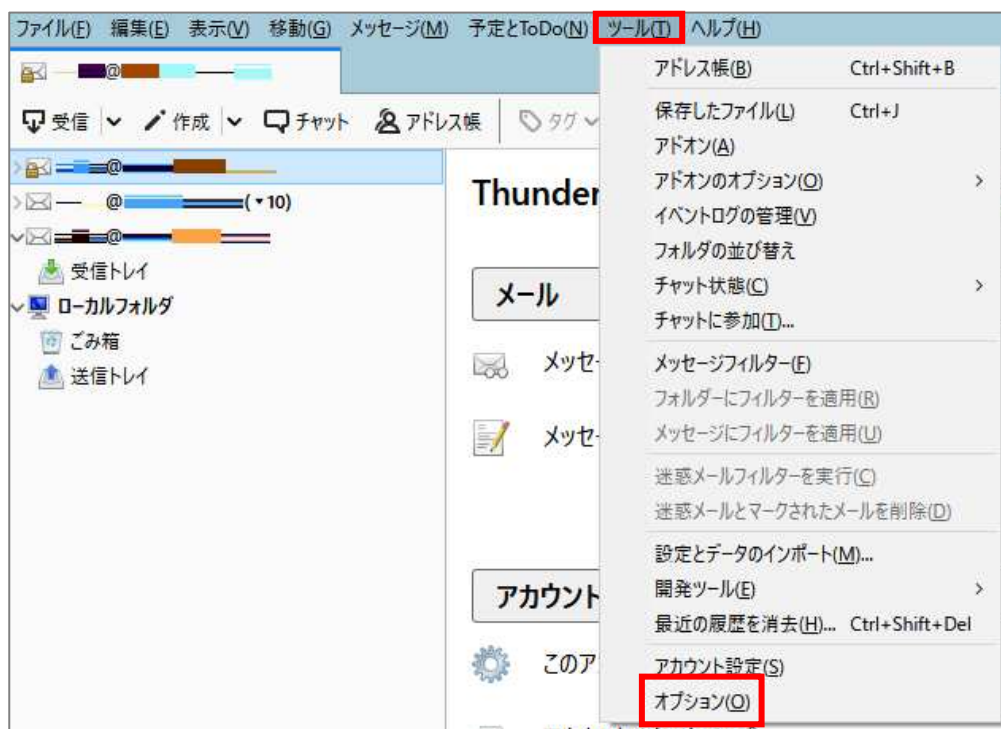 ファイル(F) 編集(E) 表示(V) 移動(G) メッセージ(M) 予定とToDo(N) ツール(T) ヘルプ(H)
@
受信 作成 チャット アドレス帳 タグ
@
@ (10)
@
受信トレイ
ローカルフォルダ
ごみ箱
送信トレイ
Thunder
メール
メッセ
メッセ
アカウント
このア
アドレス帳(B) Ctrl+Shift+B
保存したファイル(L) Ctrl+J
アドオン(A)
アドオンのオプション(O)
イベントログの管理(V)
フォルダの並び替え
チャット状態(C)
チャットに参加(T)...
メッセージフィルター(F)
フォルダーにフィルターを適用(R)
メッセージにフィルターを適用(U)
迷惑メールフィルターを実行(C)
迷惑メールとマークされたメールを削除(D)
設定とデータのインポート(M)...
開発ツール(E)
最近の履歴を消去(H)... Ctrl+Shift+Del
アカウント設定(S)
オプション(O)